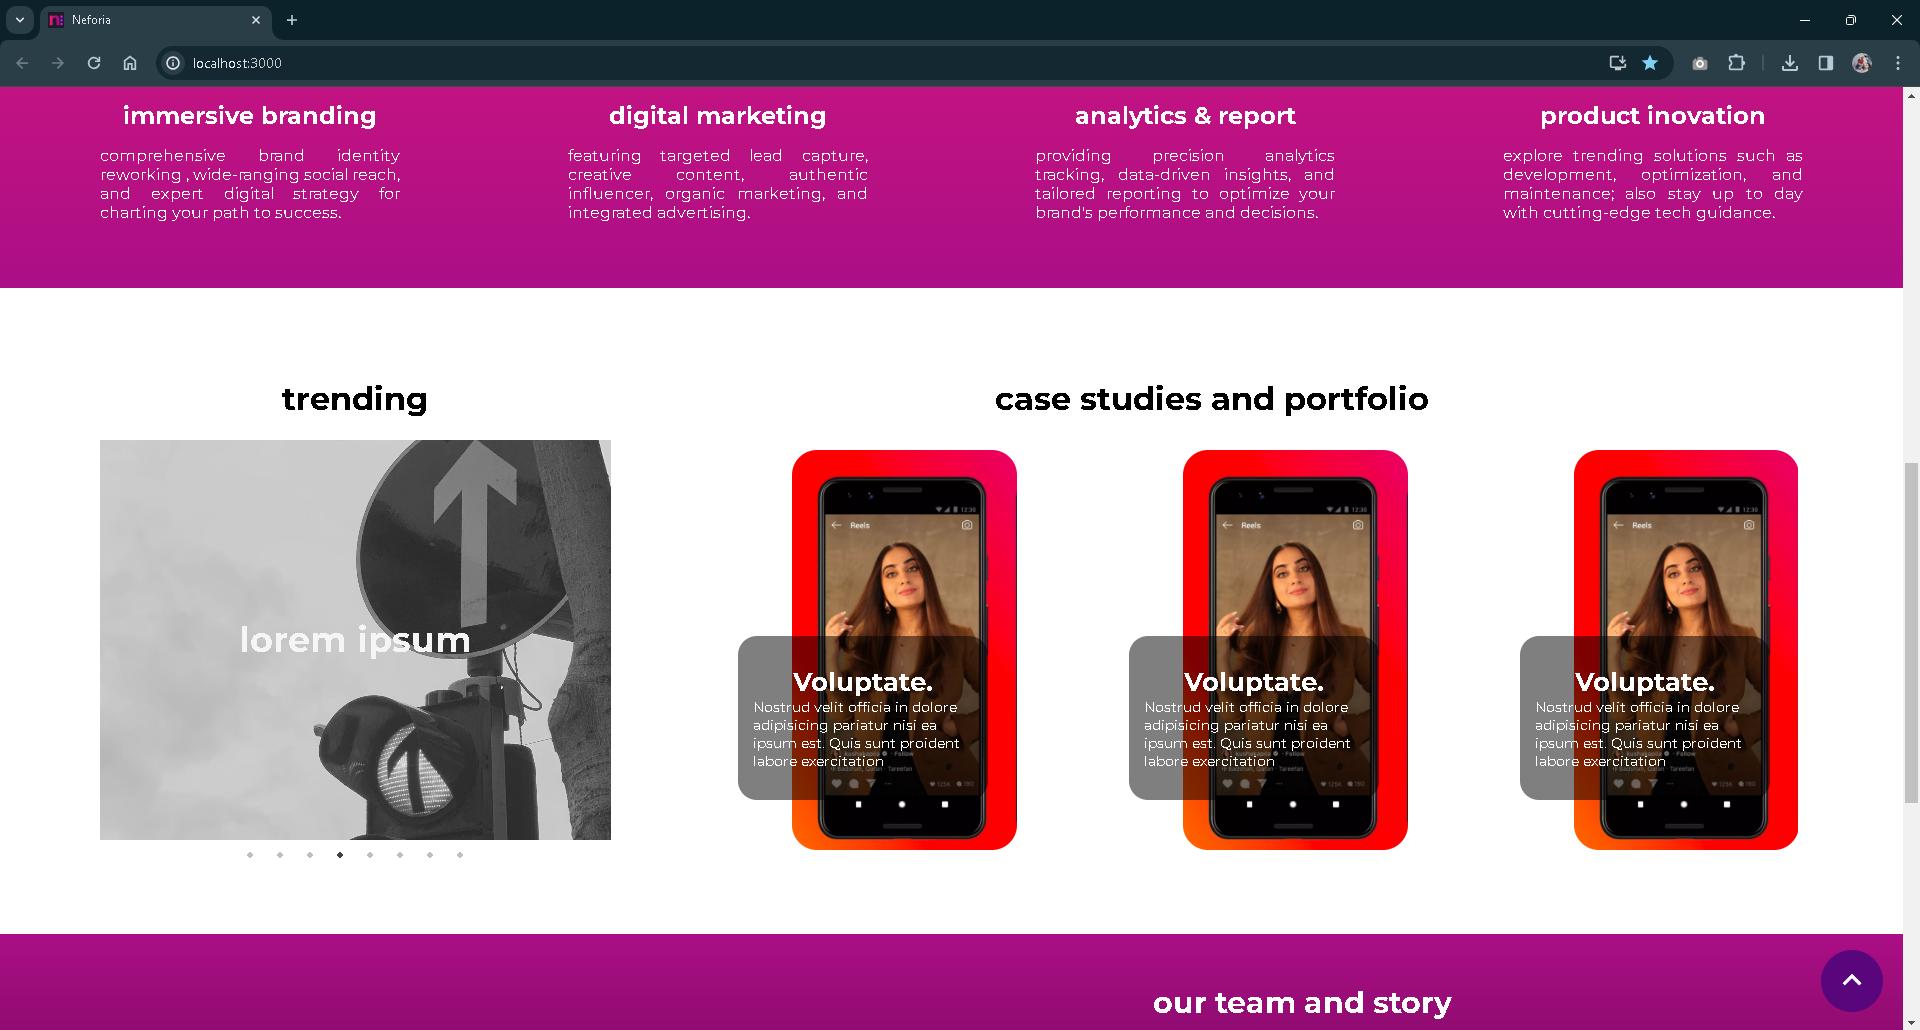 Neforia
localhost:3000
immersive branding
comprehensive brand identity
reworking , wide-ranging social reach,
and expert digital strategy for
charting your path to success.
digital marketing
featuring targeted lead capture,
creative content, authentic
influencer, organic marketing, and
integrated advertising.
analytics & report
providing precision analytics
tracking, data-driven insights, and
tailored reporting to optimize your
brand's performance and decisions.
product inovation
explore trending solutions such as
development, optimization, and
maintenance; also stay up to day
with cutting-edge tech guidance.
trending
lorem ipsum
case studies and portfolio
12:30
Reels
Voluptate.
Nostrud velit officia in dolore
adipisicing pariatur nisi ea
ipsum est. Quis sunt proident
labore exercitation
12:30
Reels
Voluptate.
Nostrud velit officia in dolore
adipisicing pariatur nisi ea
ipsum est. Quis sunt proident
labore exercitation
12:30
Reels
Voluptate.
Nostrud velit officia in dolore
adipisicing pariatur nisi ea
ipsum est. Quis sunt proident
labore exercitation
our team and story